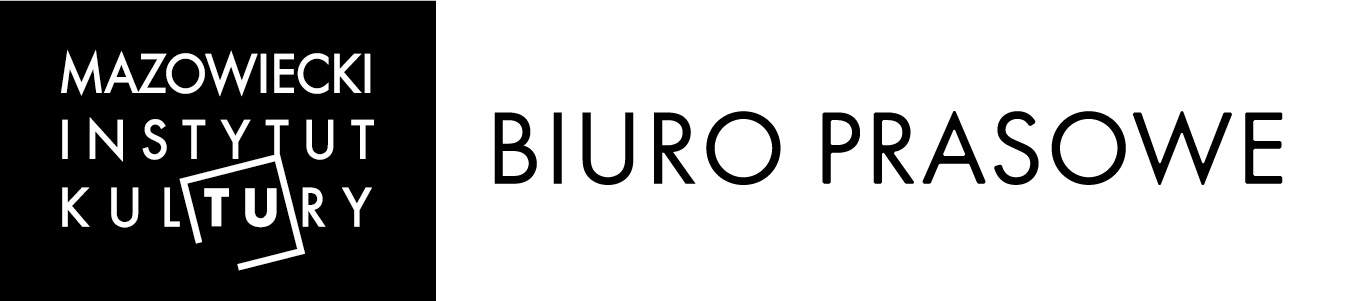 MAZOWIECKI
INSTYTUT
KULTURY
BIURO PRASOWE